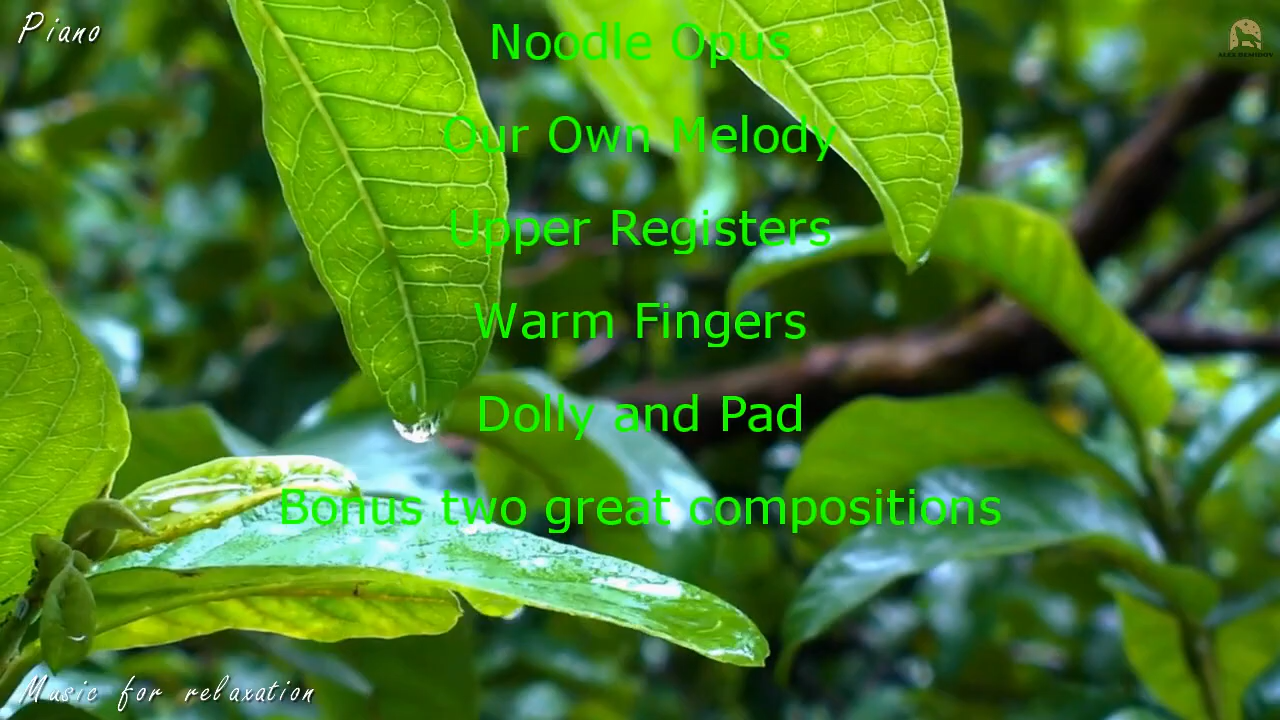 Piano
Noodle Opus
Our Own Melody
Upper Registers
Warm Fingers
Dolly and Pad
Bonus two great compositions
Music for relaxation